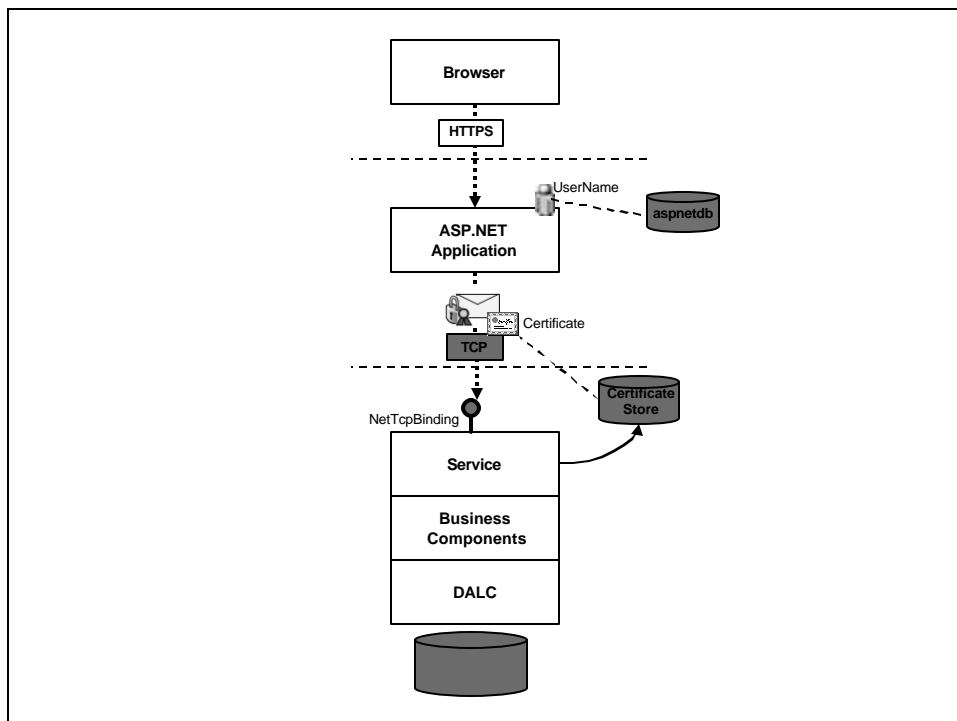 Browser
HTTPS
UserName
aspnetdb
ASP.NET
Application
Certificate
TCP
Certificate
Store
NetTcpBinding
Service
Business
Components
DALC